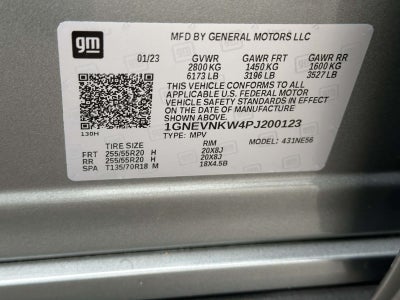 gm
MFD BY GENERAL MOTORS LLC
01/23 GVWR GAWR FRT GAWR RR
2800 KG 1450 KG 1600 KG
6173 LB 3196 LB 3527 LB
THIS VEHICLE CONFORMS TO ALL
APPLICABLE U.S. FEDERAL MOTOR
VEHICLE SAFETY STANDARDS IN EFFECT
ON THE DATE OF MANUFACTURE
SHOWN ABOVE.
1GNEVNKW4PJ200123
TYPE: MPV MODEL: 431NE56
TIRE SIZE RIM
FRT 255/55R20 H 20X8J
RR 255/55R20 H 20X8J
SPA T135/70R18 M 18X4.5B